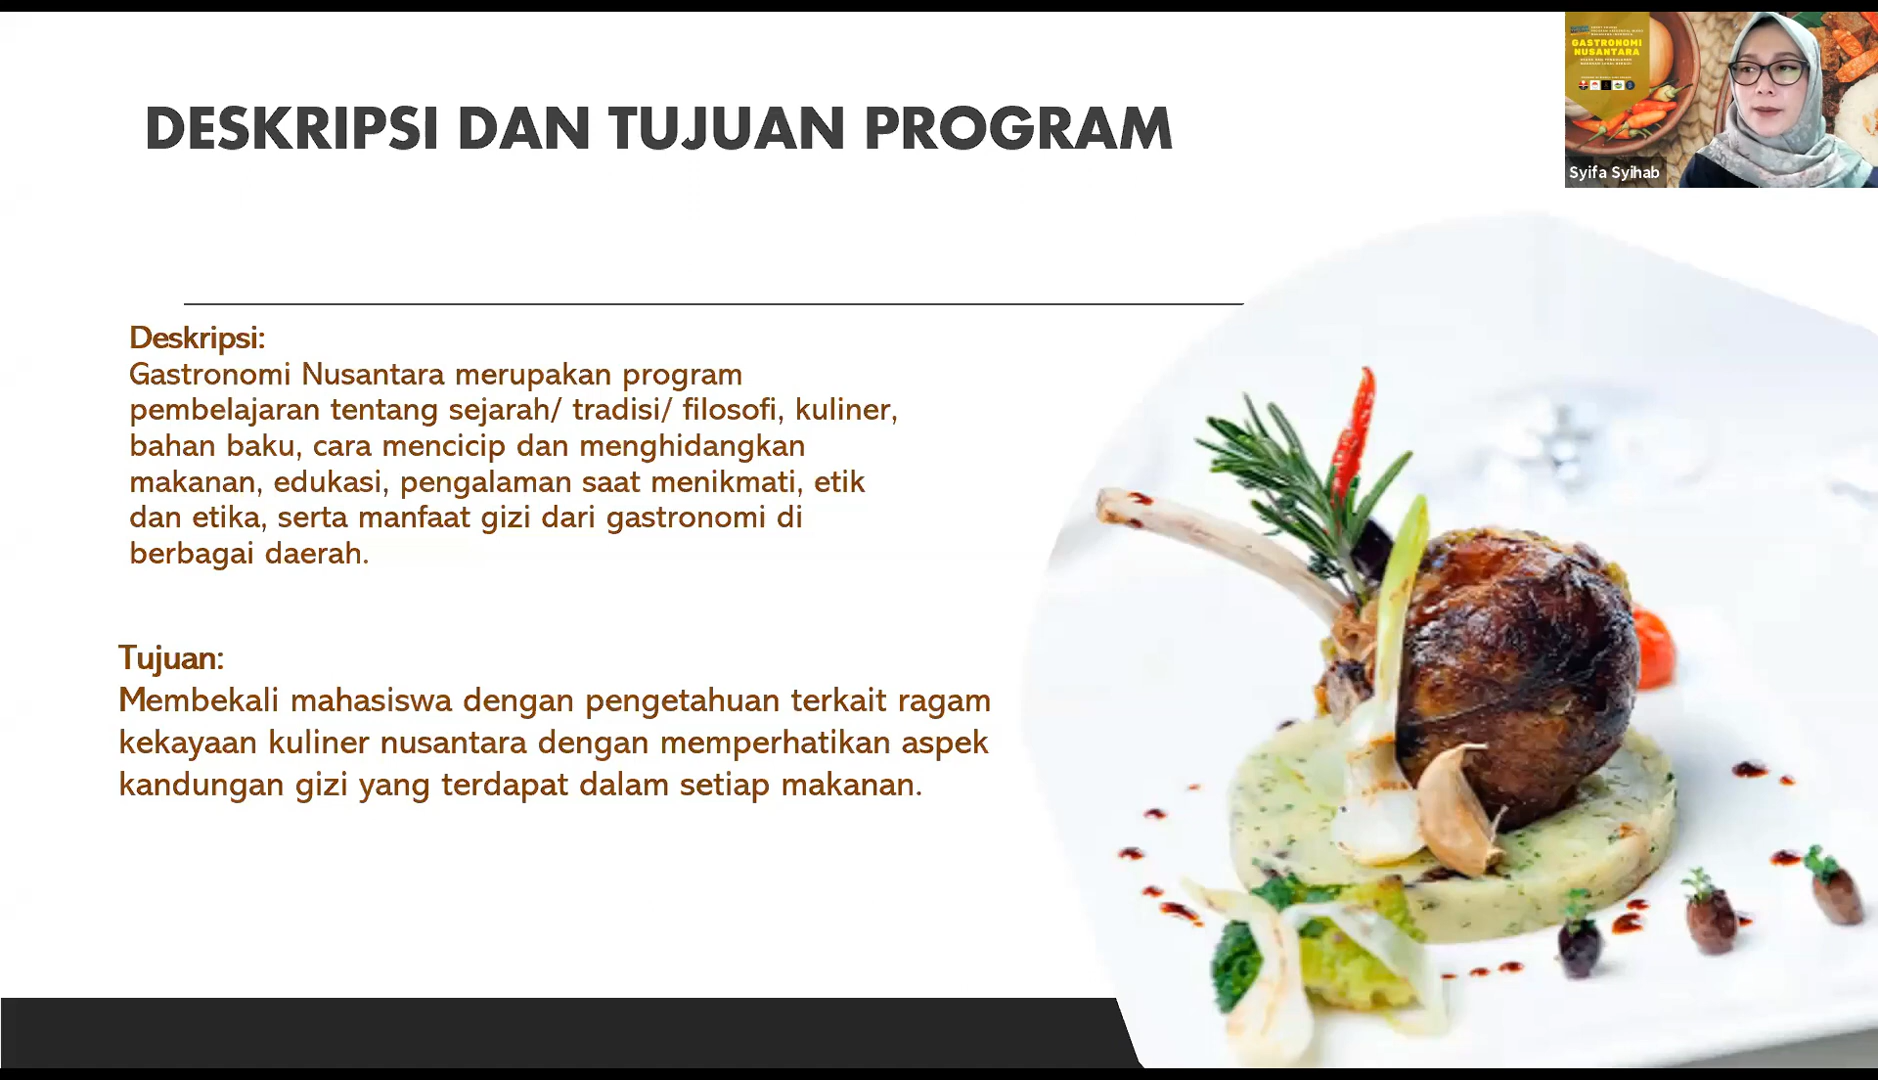 DESKRIPSI DAN TUJUAN PROGRAM
GASTRONOMI
NUSANTARA
Syifa Syihab
Deskripsi:
Gastronomi Nusantara merupakan program
pembelajaran tentang sejarah/ tradisi/ filosofi, kuliner,
bahan baku, cara mencicip dan menghidangkan
makanan, edukasi, pengalaman saat menikmati, etik
dan etika, serta manfaat gizi dari gastronomi di
berbagai daerah.
Tujuan:
Membekali mahasiswa dengan pengetahuan terkait ragam
kekayaan kuliner nusantara dengan memperhatikan aspek
kandungan gizi yang terdapat dalam setiap makanan.